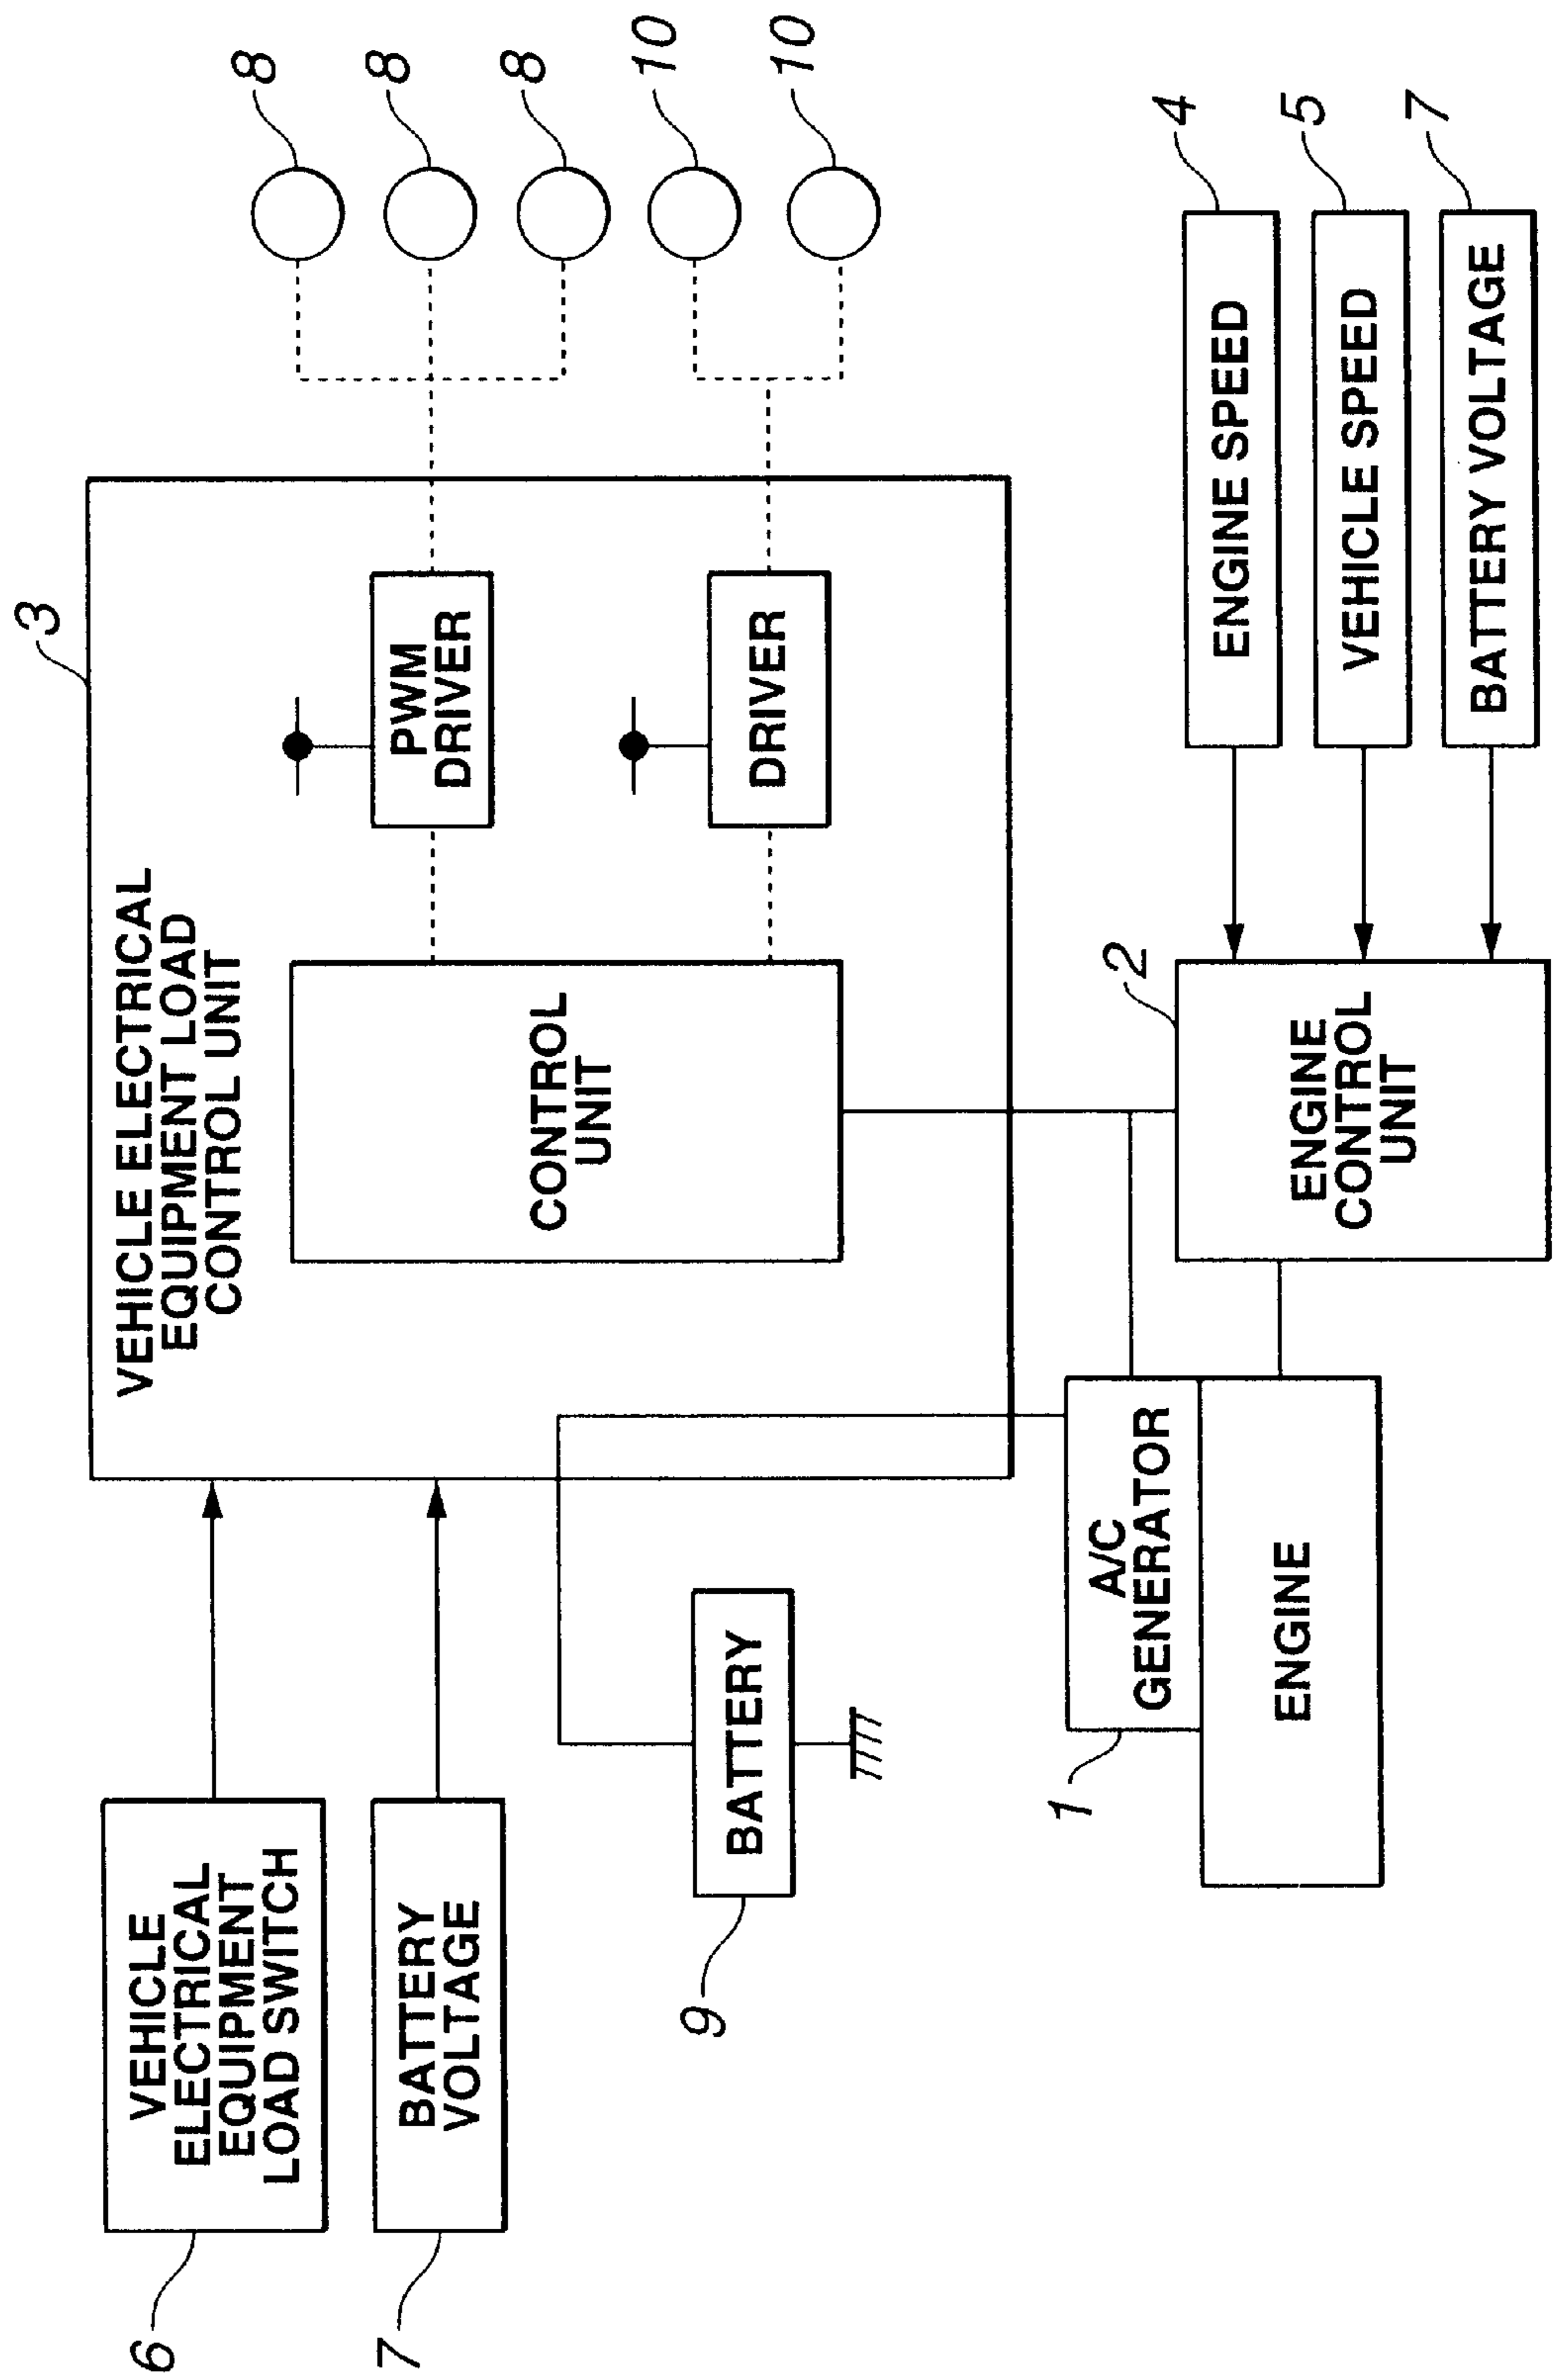 3
VEHICLE ELECTRICAL
EQUIPMENT LOAD
CONTROL UNIT
6
VEHICLE
ELECTRICAL
EQUIPMENT
LOAD SWITCH
7
BATTERY
VOLTAGE
CONTROL
UNIT
PWM
DRIVER
DRIVER
8
8
8
10
10
9
BATTERY
1
A/C
GENERATOR
ENGINE
2
ENGINE
CONTROL
UNIT
ENGINE SPEED
4
VEHICLE SPEED
5
BATTERY VOLTAGE
7